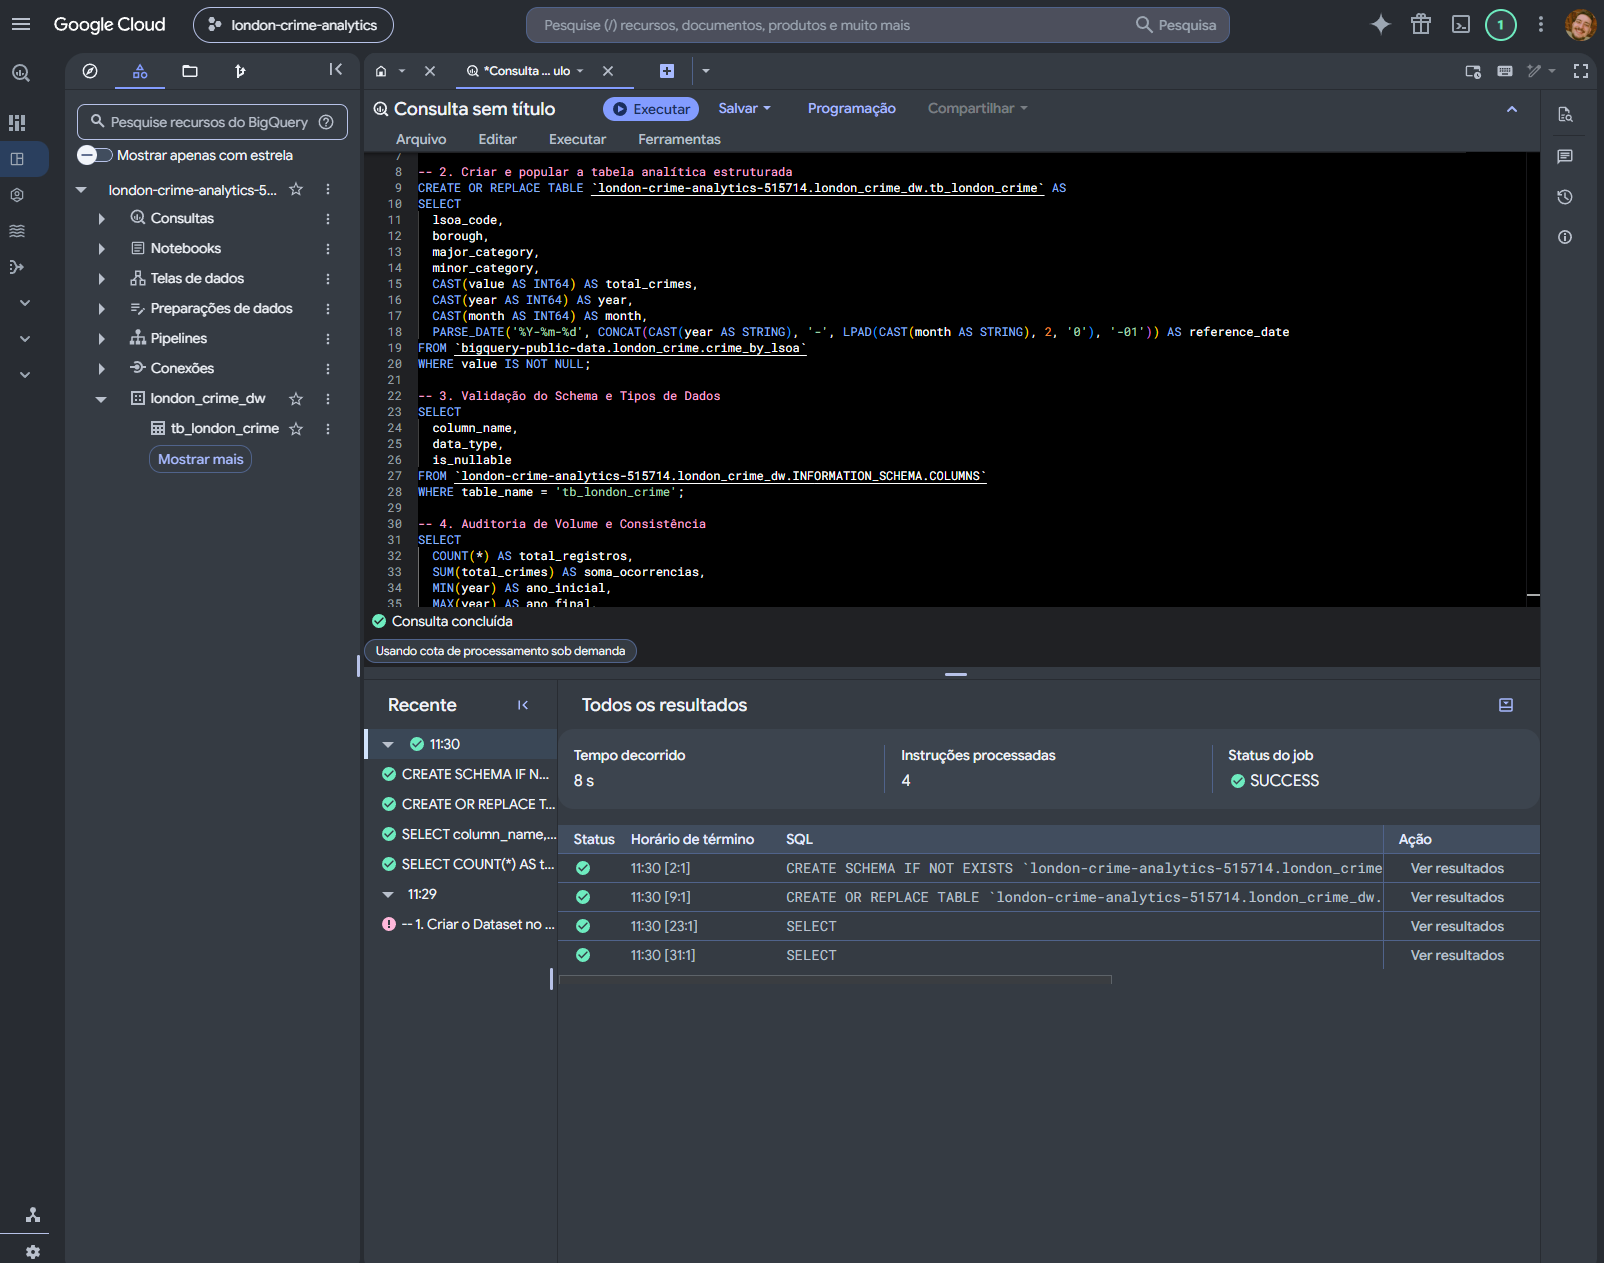 Google Cloud
london-crime-analytics
Pesquise (/) recursos, documentos, produtos e muito mais
Pesquisa
1
*Consulta ... ulo
Pesquise recursos do BigQuery
Mostrar apenas com estrela
london-crime-analytics-5...
Consultas
Notebooks
Telas de dados
Preparações de dados
Pipelines
Conexões
london_crime_dw
tb_london_crime
Mostrar mais
Consulta sem título
Executar
Salvar
Programação
Compartilhar
Arquivo Editar Executar Ferramentas
7
8 -- 2. Criar e popular a tabela analítica estruturada
9 CREATE OR REPLACE TABLE `london-crime-analytics-515714.london_crime_dw.tb_london_crime` AS
10 SELECT
11 lsoa_code,
12 borough,
13 major_category,
14 minor_category,
15 CAST(value AS INT64) AS total_crimes,
16 CAST(year AS INT64) AS year,
17 CAST(month AS INT64) AS month,
18 PARSE_DATE('%Y-%m-%d', CONCAT(CAST(year AS STRING), '-', LPAD(CAST(month AS STRING), 2, '0'), '-01')) AS reference_date
19 FROM `bigquery-public-data.london_crime.crime_by_lsoa`
20 WHERE value IS NOT NULL;
21
22 -- 3. Validação do Schema e Tipos de Dados
23 SELECT
24 column_name,
25 data_type,
26 is_nullable
27 FROM `london-crime-analytics-515714.london_crime_dw.INFORMATION_SCHEMA.COLUMNS`
28 WHERE table_name = 'tb_london_crime';
29
30 -- 4. Auditoria de Volume e Consistência
31 SELECT
32 COUNT(*) AS total_registros,
33 SUM(total_crimes) AS soma_ocorrencias,
34 MIN(year) AS ano_inicial,
35 MAX(year) AS ano_final,
Consulta concluída
Usando cota de processamento sob demanda
Recente
11:30
CREATE SCHEMA IF N...
CREATE OR REPLACE T...
SELECT column_name,...
SELECT COUNT(*) AS t...
11:29
-- 1. Criar o Dataset no ...
Todos os resultados
Tempo decorrido
8 s
Instruções processadas
4
Status do job
SUCCESS
Status Horário de término SQL Ação
11:30 [2:1] CREATE SCHEMA IF NOT EXISTS `london-crime-analytics-515714.london_crime Ver resultados
11:30 [9:1] CREATE OR REPLACE TABLE `london-crime-analytics-515714.london_crime_dw. Ver resultados
11:30 [23:1] SELECT Ver resultados
11:30 [31:1] SELECT Ver resultados